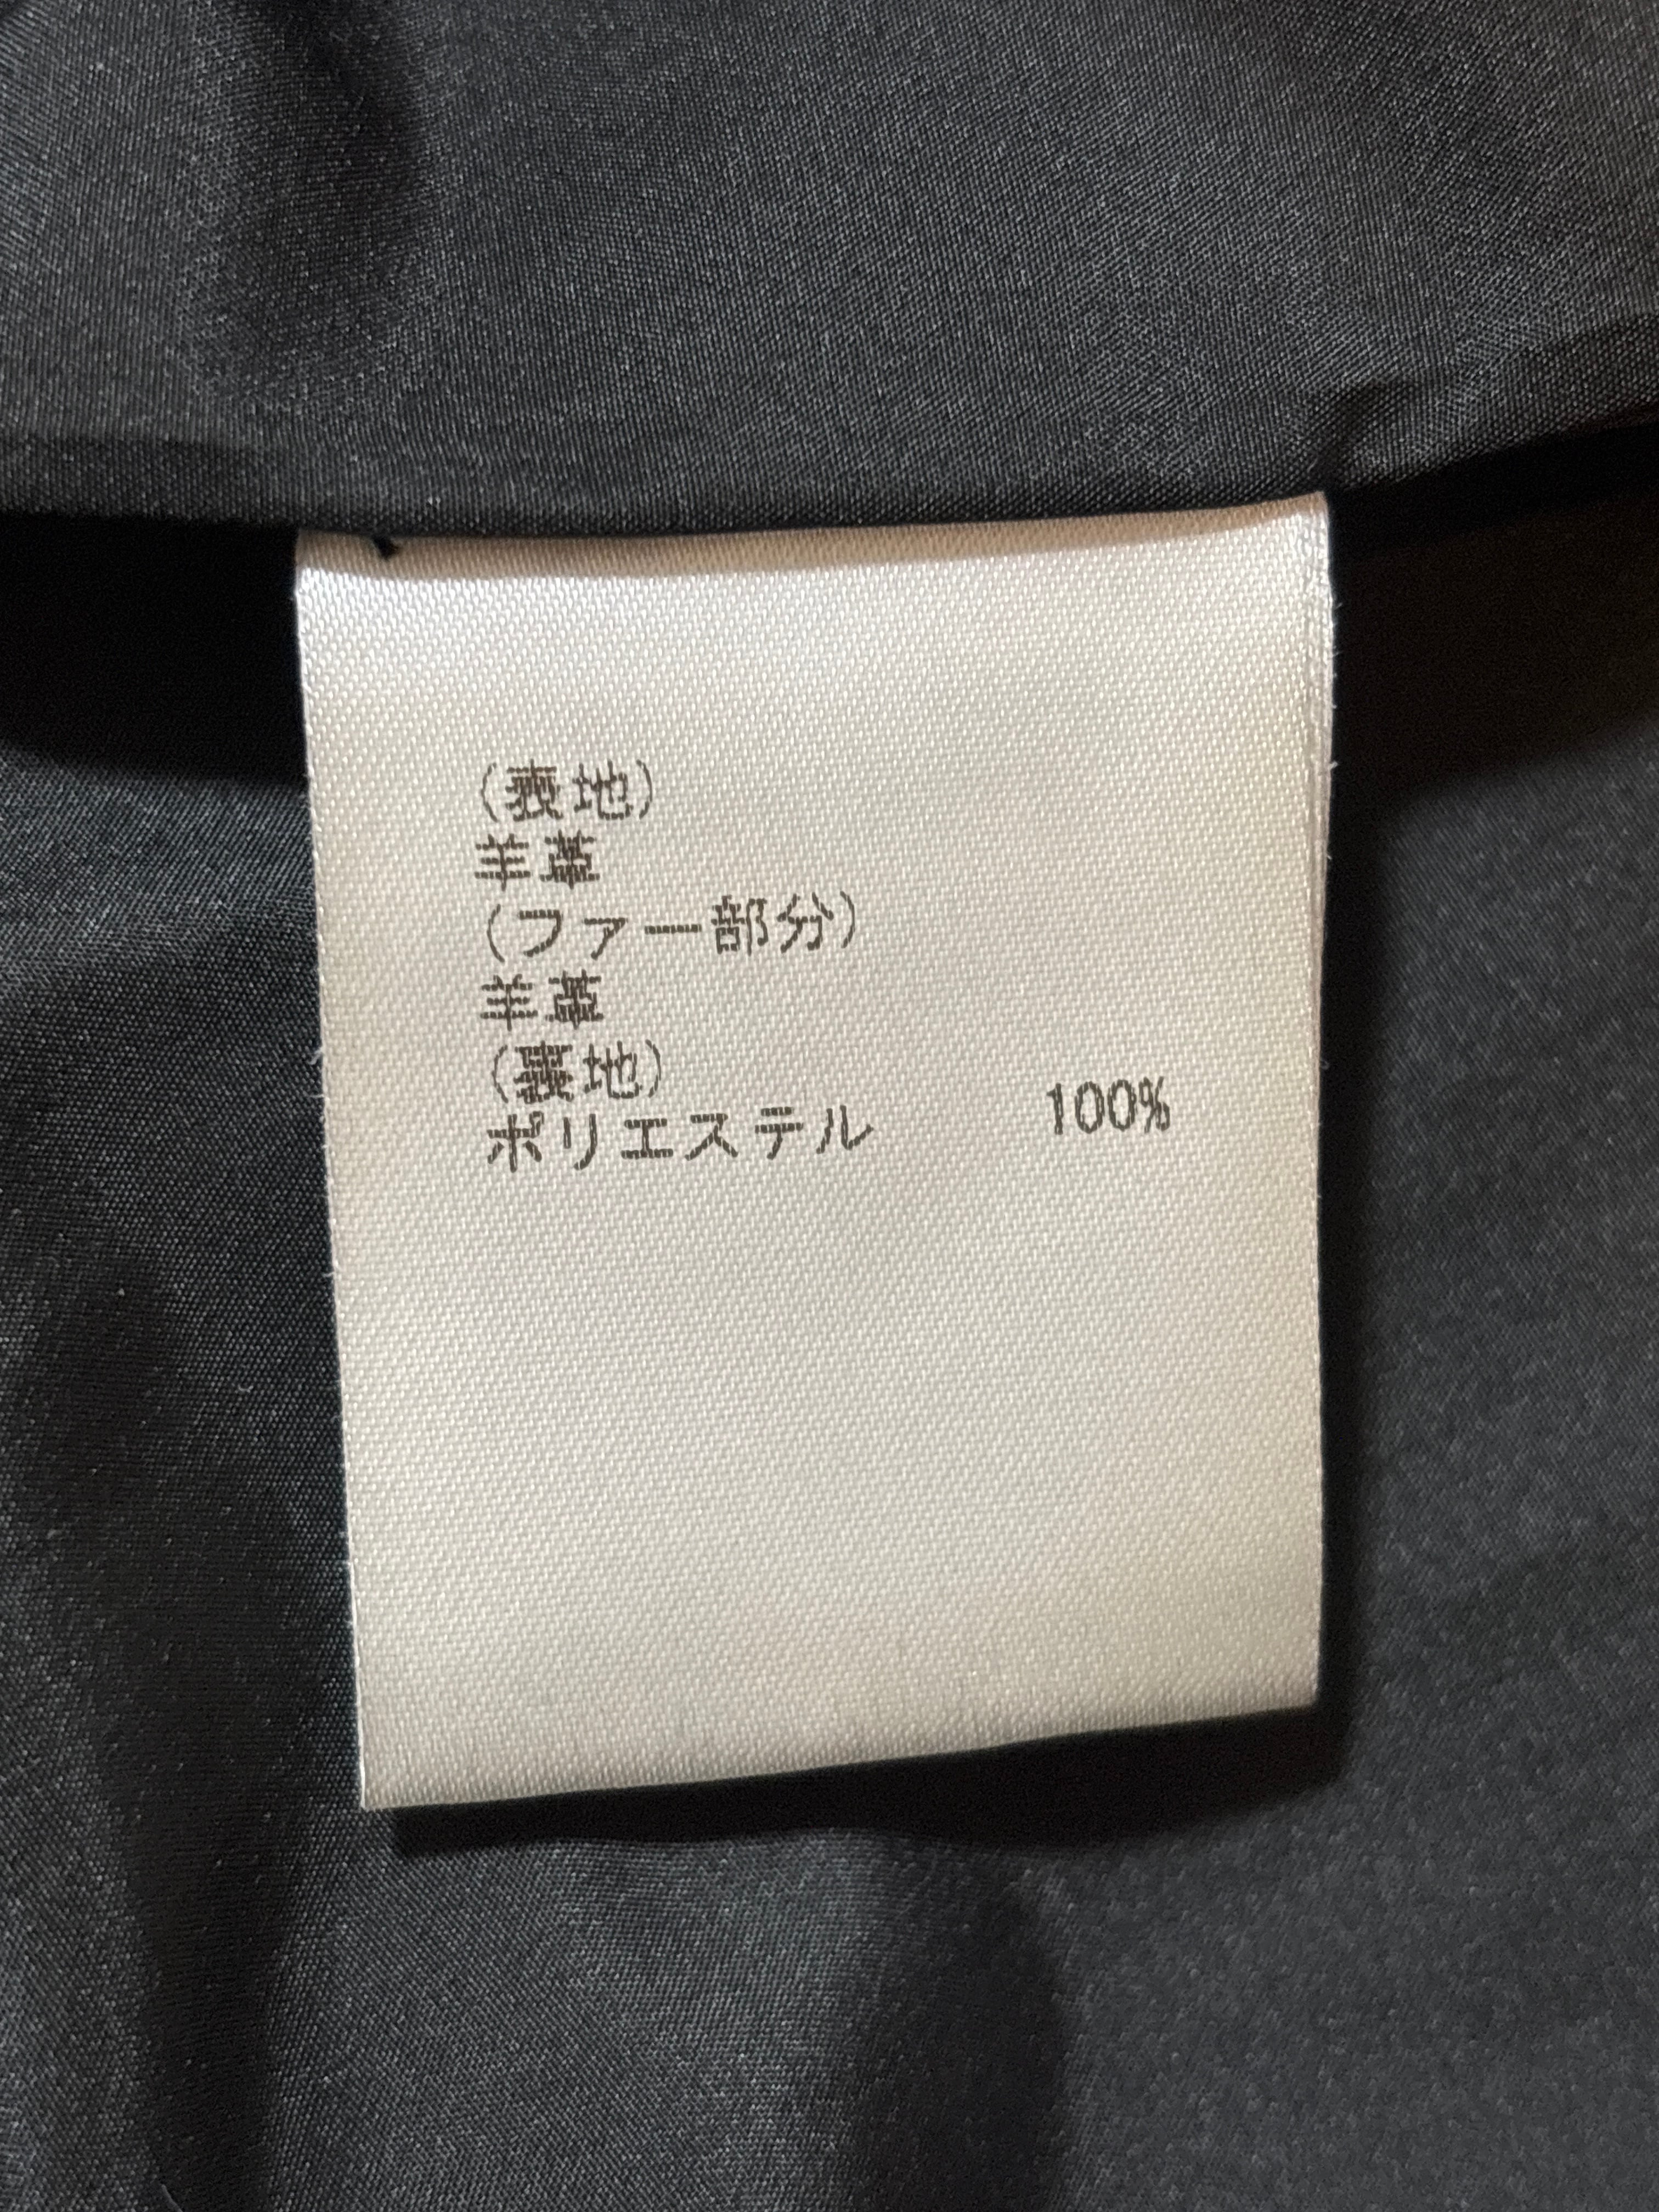 (表地)
羊革
(ファー部分)
羊革
(裏地)
ポリエステル 100%